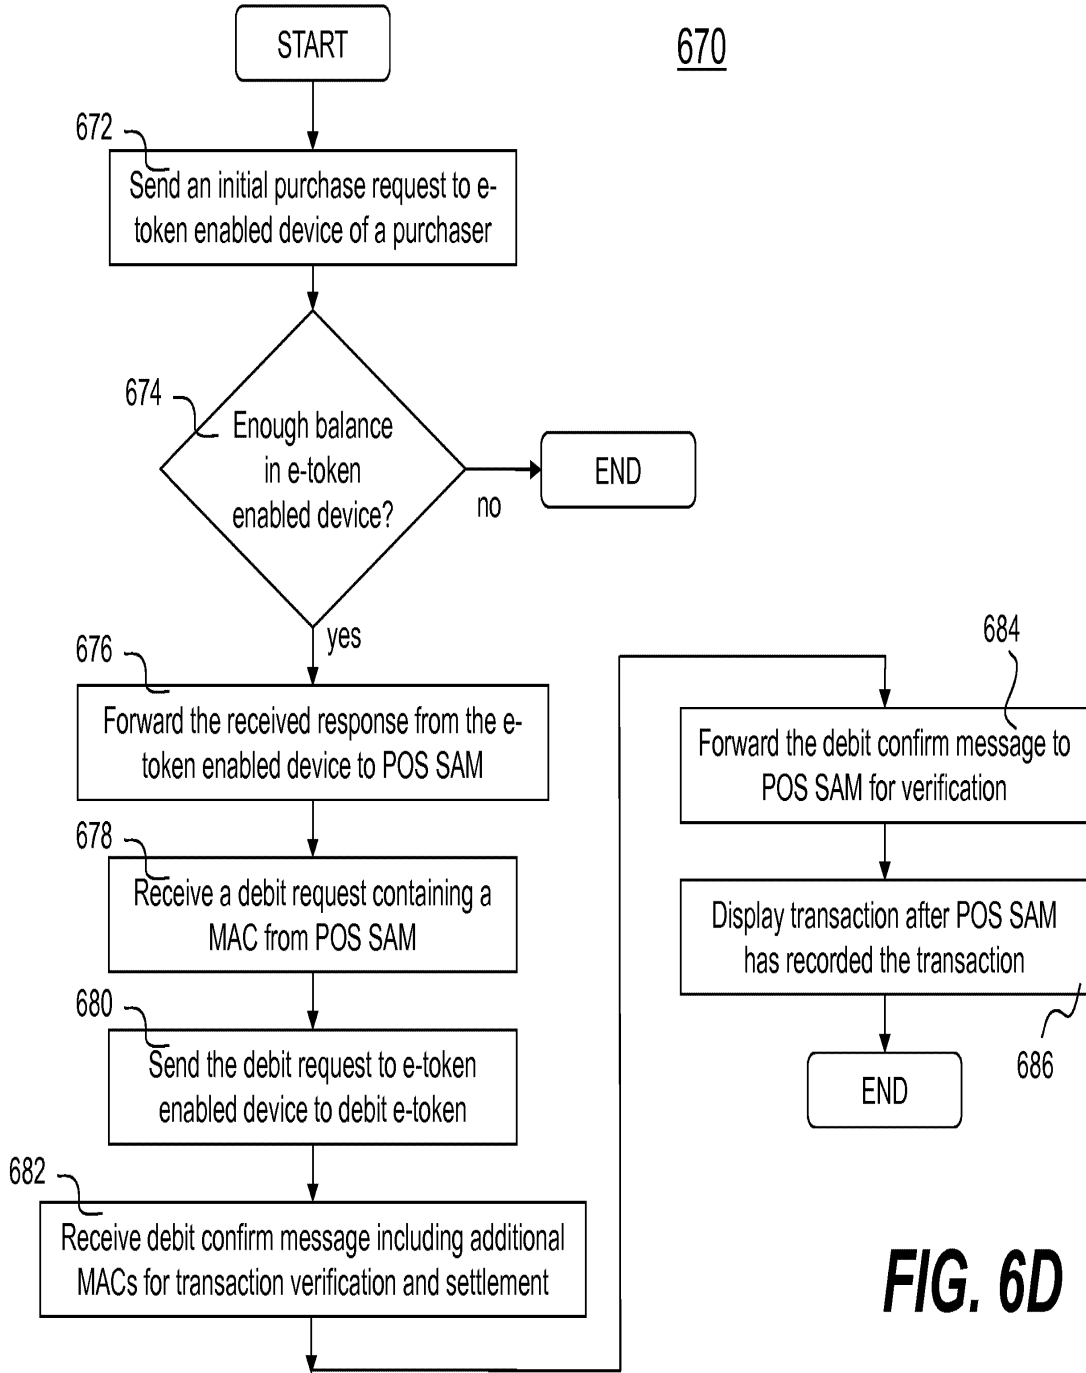 START
670
672
Send an initial purchase request to e-
token enabled device of a purchaser
674
Enough balance
in e-token
enabled device?
no
END
yes
676
Forward the received response from the e-
token enabled device to POS SAM
678
Receive a debit request containing a
MAC from POS SAM
680
Send the debit request to e-token
enabled device to debit e-token
682
Receive debit confirm message including additional
MACs for transaction verification and settlement
684
Forward the debit confirm message to
POS SAM for verification
Display transaction after POS SAM
has recorded the transaction
686
END
FIG. 6D